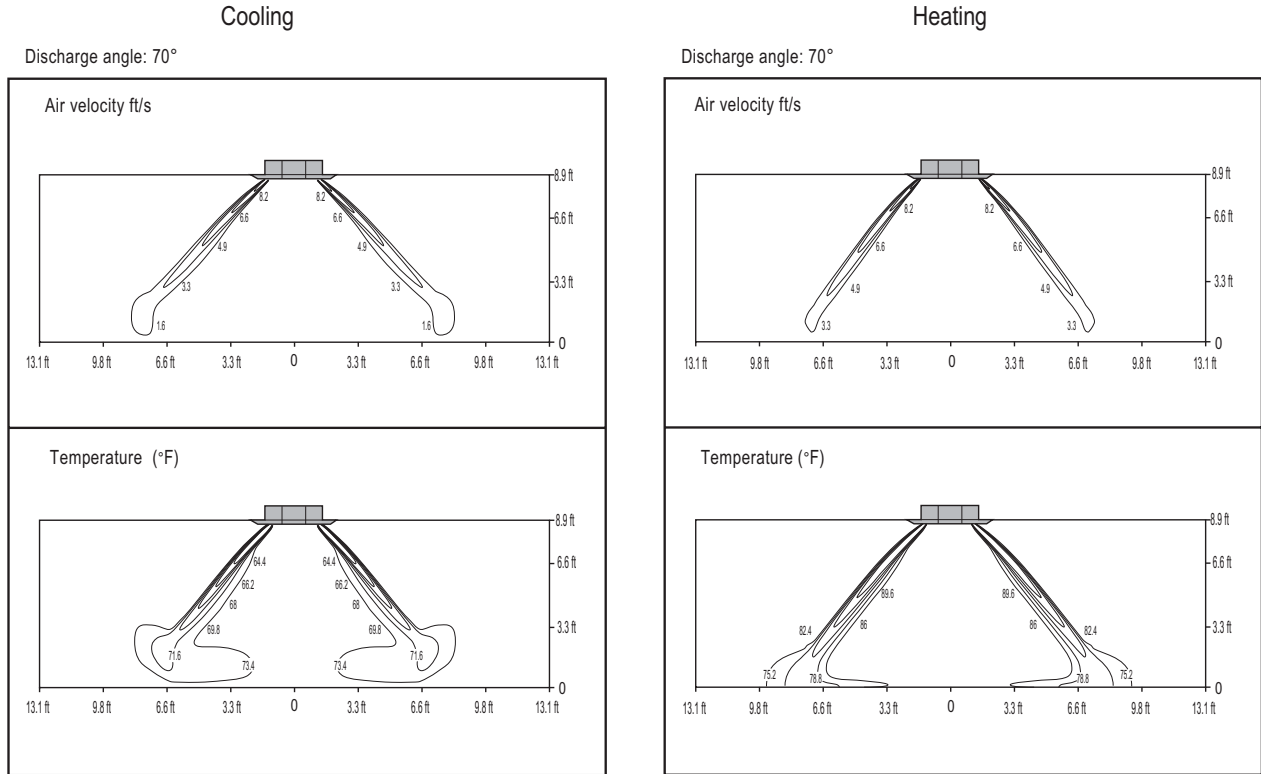 Cooling
Discharge angle: 70°
Air velocity ft/s
8.9 ft
8.2 8.2
6.6 6.6 6.6 ft
4.9 4.9
3.3 3.3 3.3 ft
1.6 1.6
0
13.1 ft 9.8 ft 6.6 ft 3.3 ft 0 3.3 ft 6.6 ft 9.8 ft 13.1 ft
Temperature (°F)
8.9 ft
64.4 64.4 6.6 ft
66.2 66.2
68 68
69.8 69.8 3.3 ft
71.6 71.6
73.4 73.4
0
13.1 ft 9.8 ft 6.6 ft 3.3 ft 0 3.3 ft 6.6 ft 9.8 ft 13.1 ft
Heating
Discharge angle: 70°
Air velocity ft/s
8.9 ft
8.2 8.2 6.6 ft
6.6 6.6
4.9 4.9 3.3 ft
3.3 3.3
0
13.1 ft 9.8 ft 6.6 ft 3.3 ft 0 3.3 ft 6.6 ft 9.8 ft 13.1 ft
Temperature (°F)
8.9 ft
6.6 ft
89.6 89.6
82.4 86 86 82.4 3.3 ft
75.2 78.8 78.8 75.2
0
13.1 ft 9.8 ft 6.6 ft 3.3 ft 0 3.3 ft 6.6 ft 9.8 ft 13.1 ft